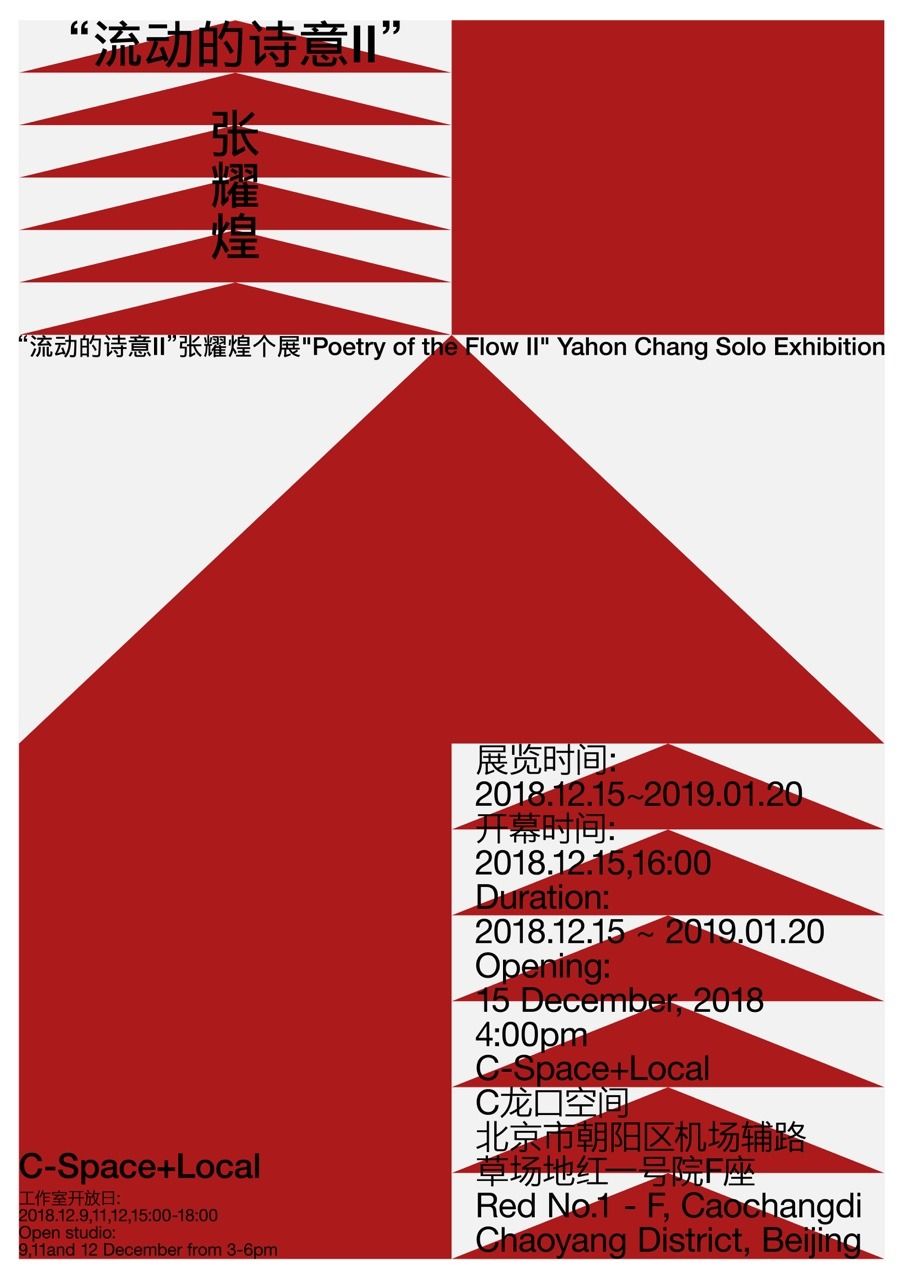 “流动的诗意II”
张
耀
煌
“流动的诗意II”张耀煌个展"Poetry of the Flow II" Yahon Chang Solo Exhibition
展览时间:
2018.12.15~2019.01.20
开幕时间:
2018.12.15,16:00
Duration:
2018.12.15 ~ 2019.01.20
Opening:
15 December, 2018
4:00pm
C-Space+Local
C龙口空间
北京市朝阳区机场辅路
草场地红一号院F座
Red No.1 - F, Caochangdi
Chaoyang District, Beijing
C-Space+Local
工作室开放日:
2018.12.9,11,12,15:00-18:00
Open studio:
9,11and 12 December from 3-6pm